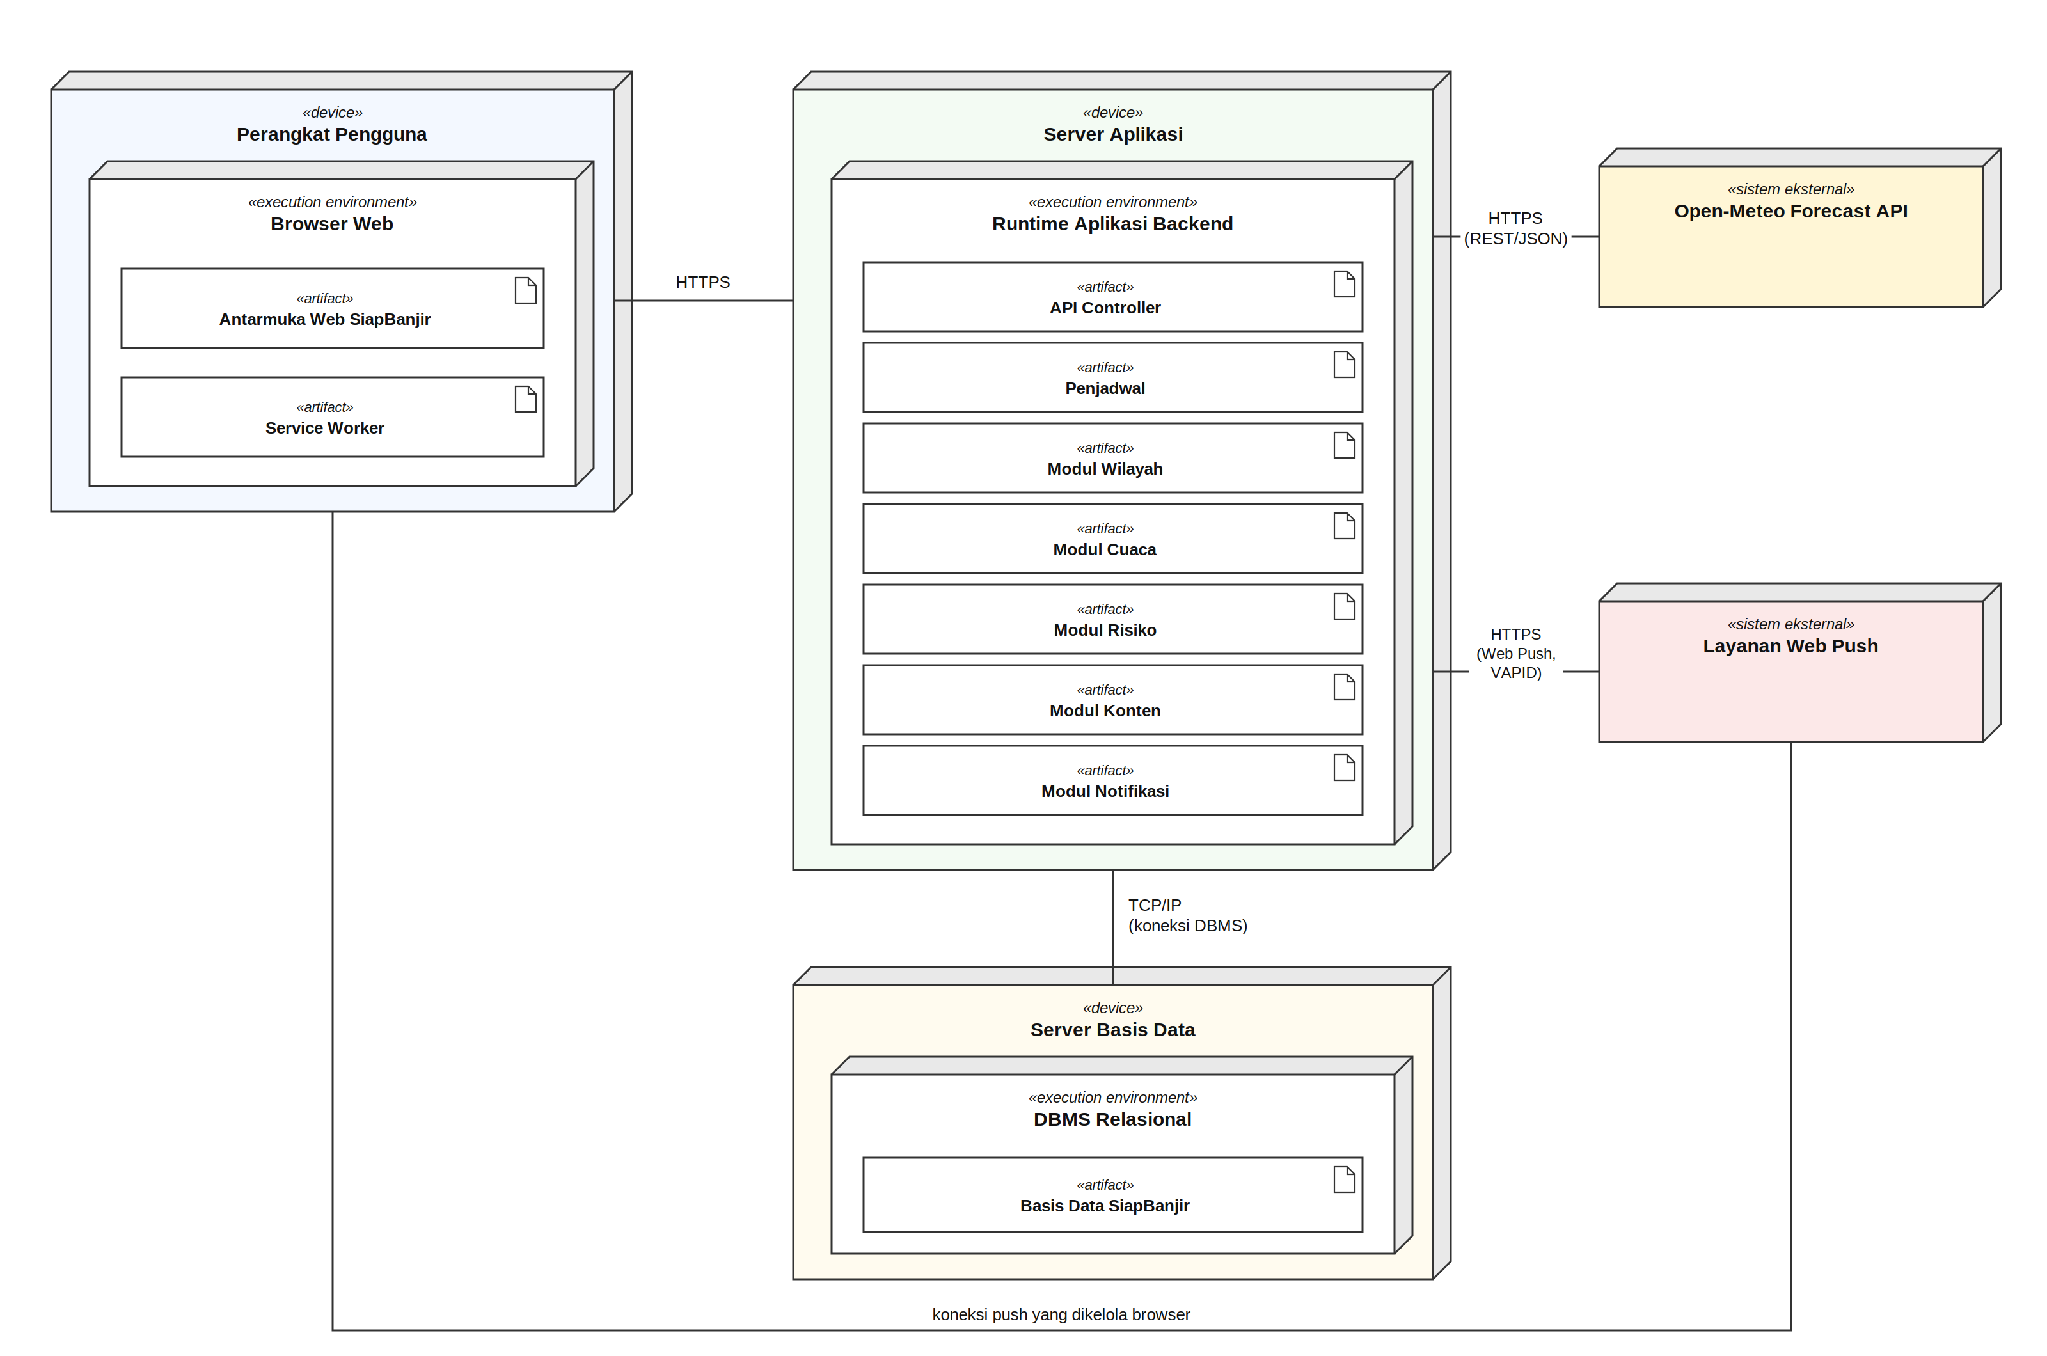 «device»
Perangkat Pengguna
«execution environment»
Browser Web
«artifact»
Antarmuka Web SiapBanjir
«artifact»
Service Worker
HTTPS
«device»
Server Aplikasi
«execution environment»
Runtime Aplikasi Backend
«artifact»
API Controller
«artifact»
Penjadwal
«artifact»
Modul Wilayah
«artifact»
Modul Cuaca
«artifact»
Modul Risiko
«artifact»
Modul Konten
«artifact»
Modul Notifikasi
HTTPS
(REST/JSON)
«sistem eksternal»
Open-Meteo Forecast API
HTTPS
(Web Push,
VAPID)
«sistem eksternal»
Layanan Web Push
TCP/IP
(koneksi DBMS)
«device»
Server Basis Data
«execution environment»
DBMS Relasional
«artifact»
Basis Data SiapBanjir
koneksi push yang dikelola browser